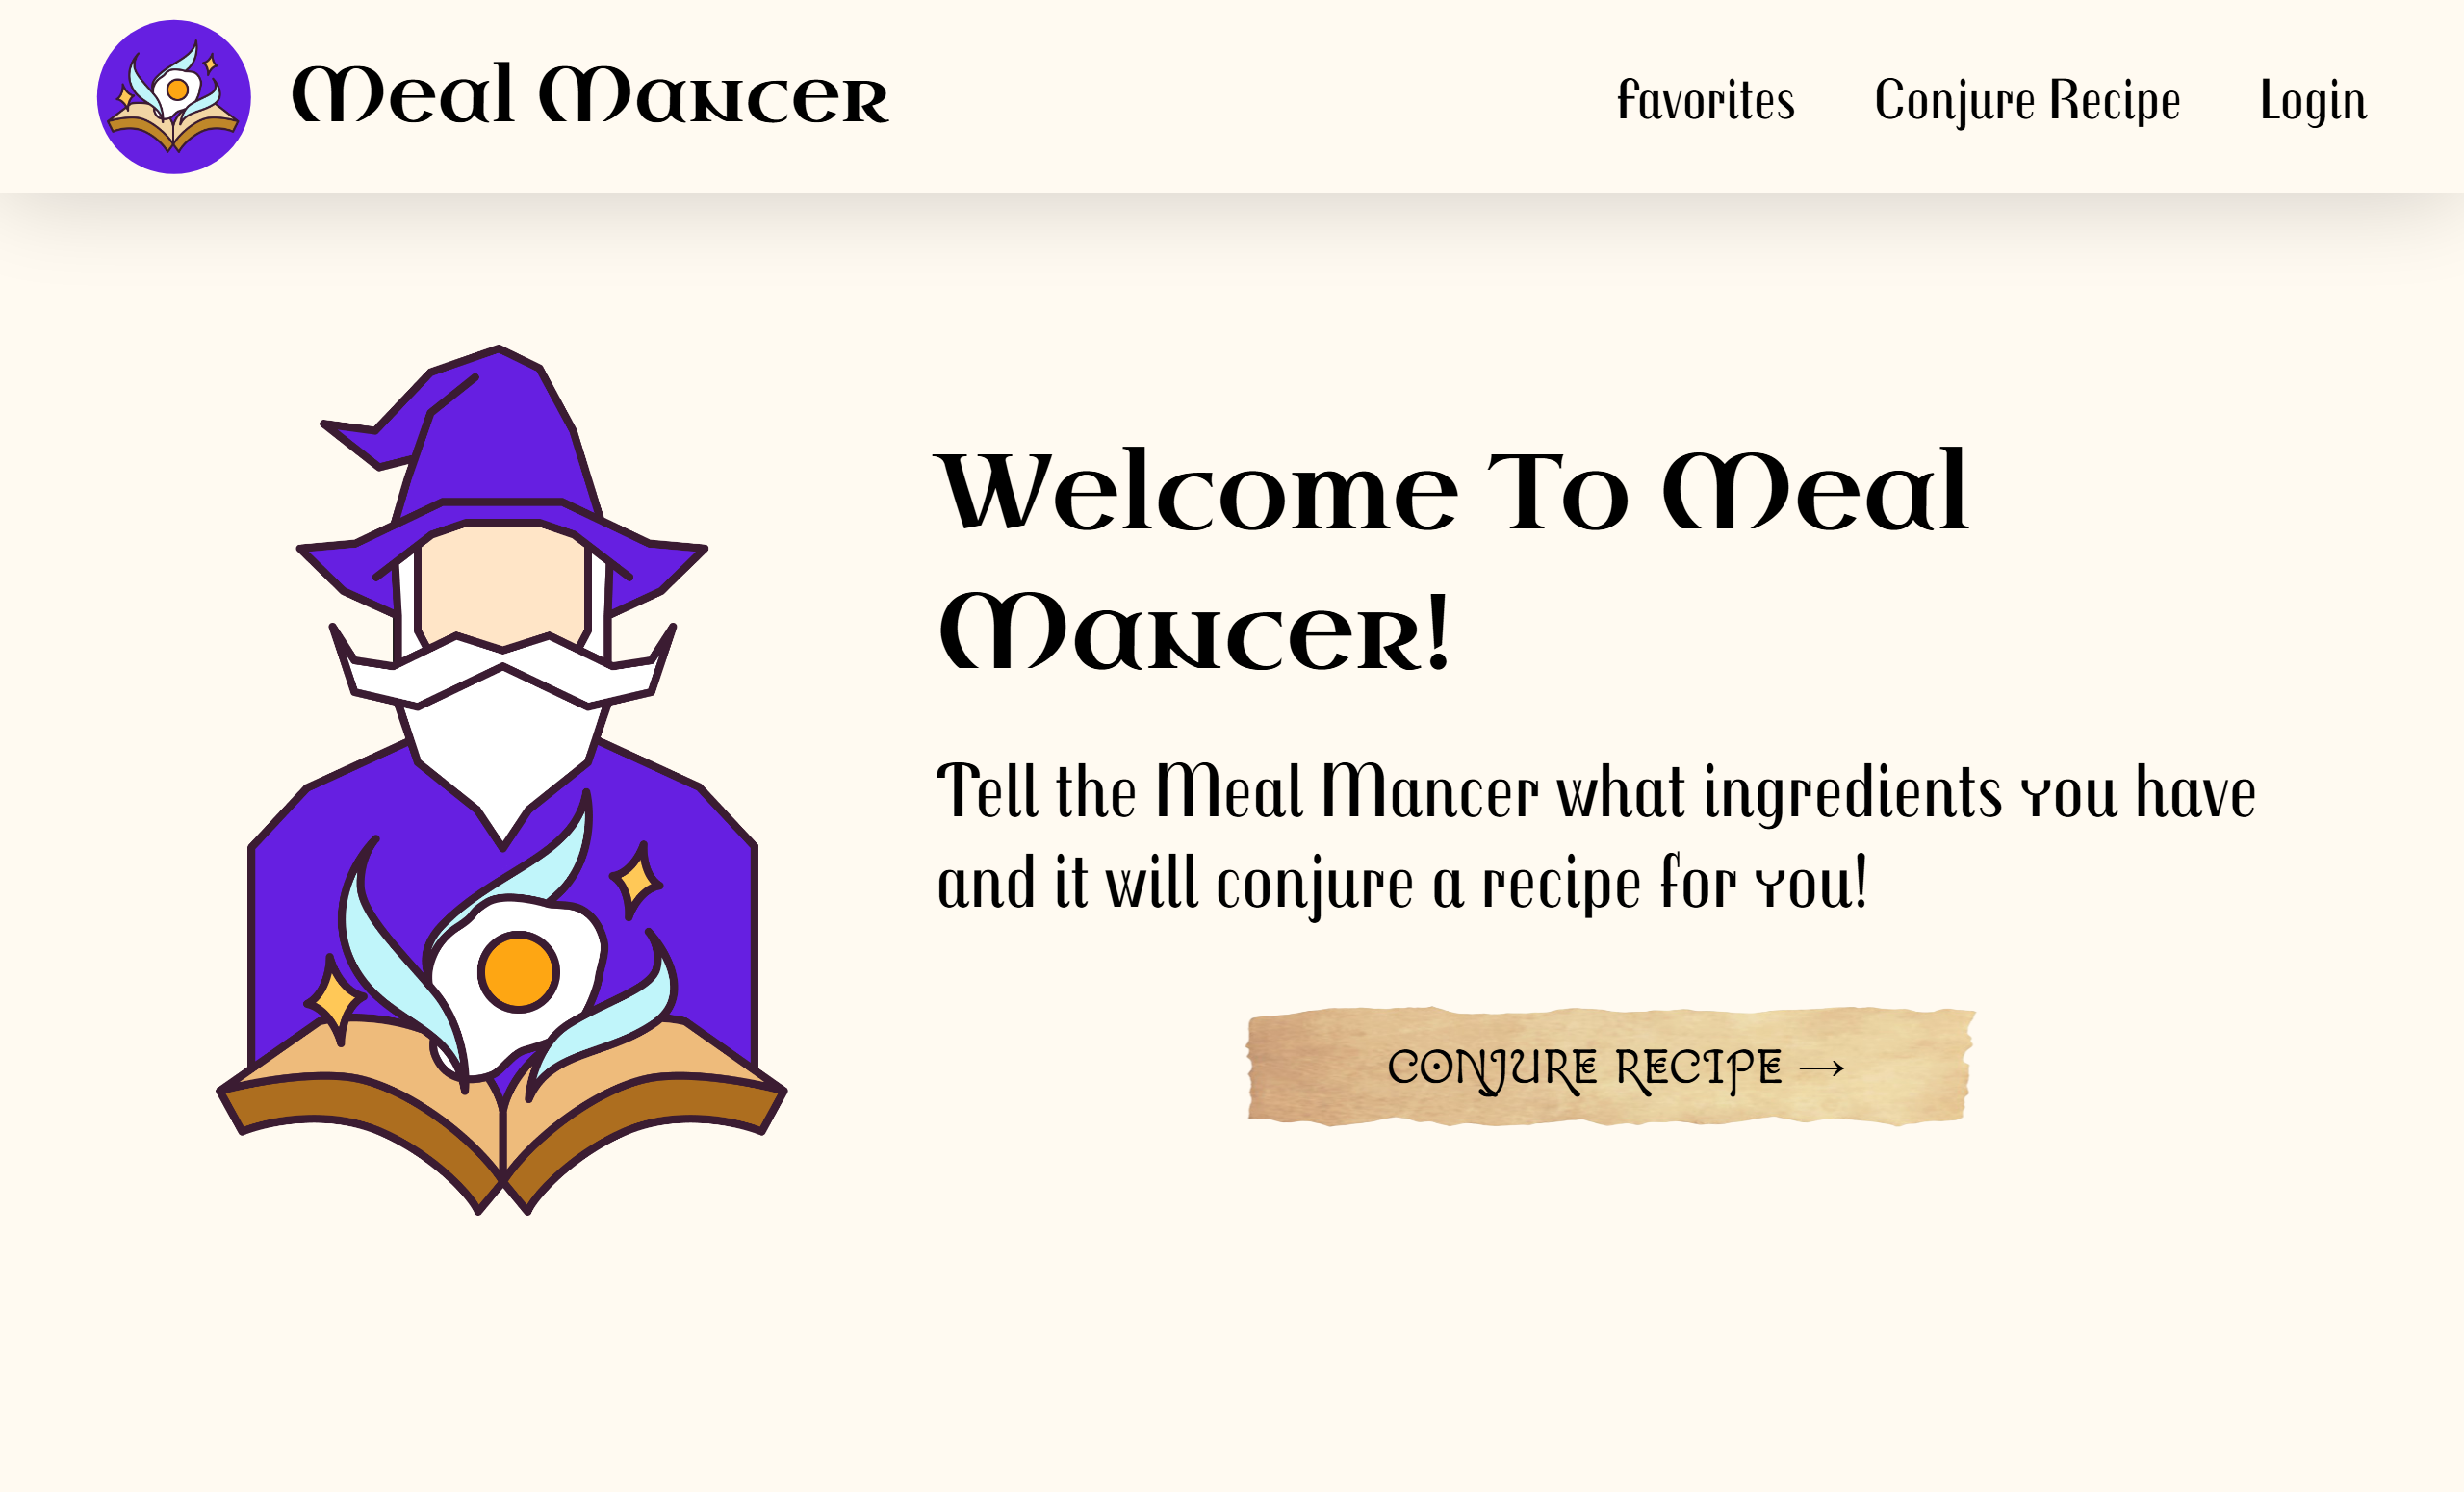 Meal Mancer
favorites
Conjure Recipe
Login
Welcome To Meal
Mancer!
Tell the Meal Mancer what ingredients you have
and it will conjure a recipe for you!
CONJURE RECIPE →